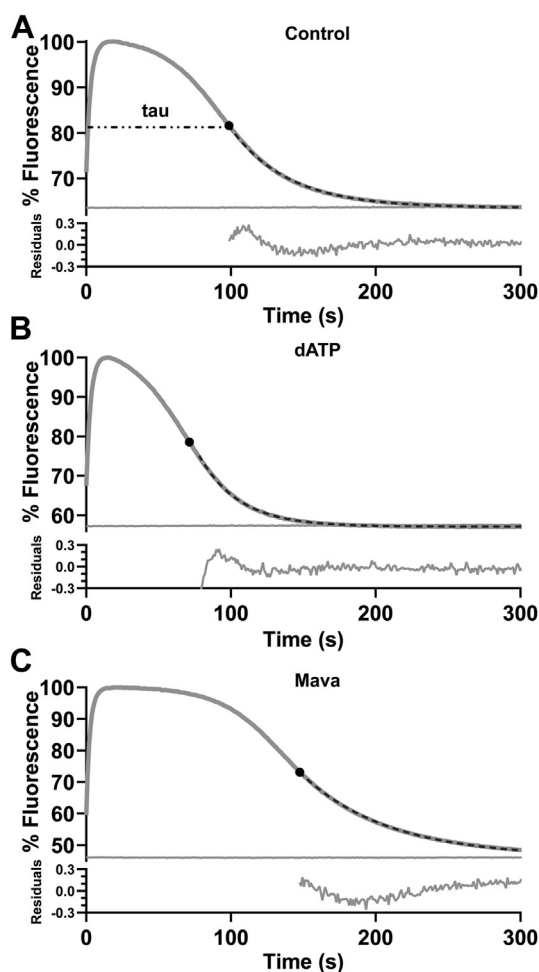 A
Control
% Fluorescence
100
90
80
70
tau
Residuals
0.3
0.0
-0.3
0 100 200 300
Time (s)
B
dATP
% Fluorescence
100
90
80
70
60
Residuals
0.3
0.0
-0.3
0 100 200 300
Time (s)
C
Mava
% Fluorescence
100
90
80
70
60
50
Residuals
0.3
0.0
-0.3
0 100 200 300
Time (s)